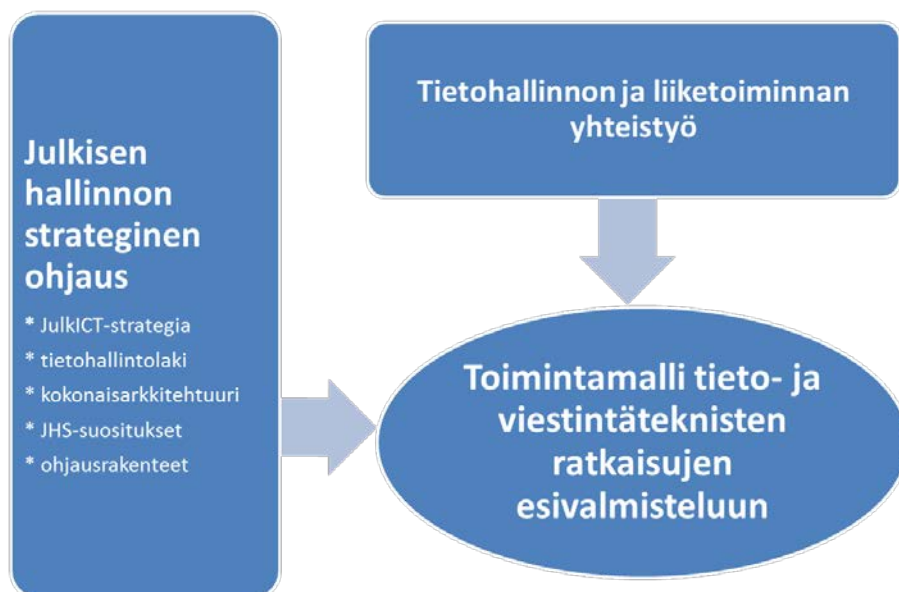 Julkisen
hallinnon
strateginen
ohjaus
* JulkICT-strategia
* tietohallintolaki
* kokonaisarkkitehtuuri
* JHS-suositukset
* ohjausrakenteet
Tietohallinnon ja liiketoiminnan
yhteistyö
Toimintamalli tieto- ja
viestintäteknisten
ratkaisujen
esivalmisteluun